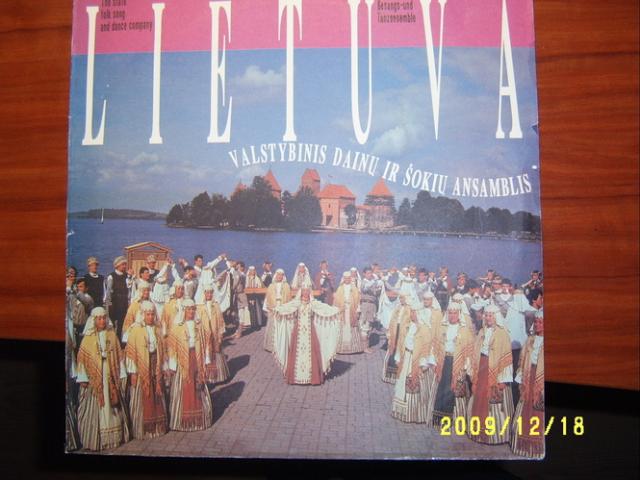 The State
folk song
and dance company
Gesangs-und
Tanzensemble
LIETUVA
VALSTYBINIS DAINŲ IR ŠOKIŲ ANSAMBLIS
2009/12/18